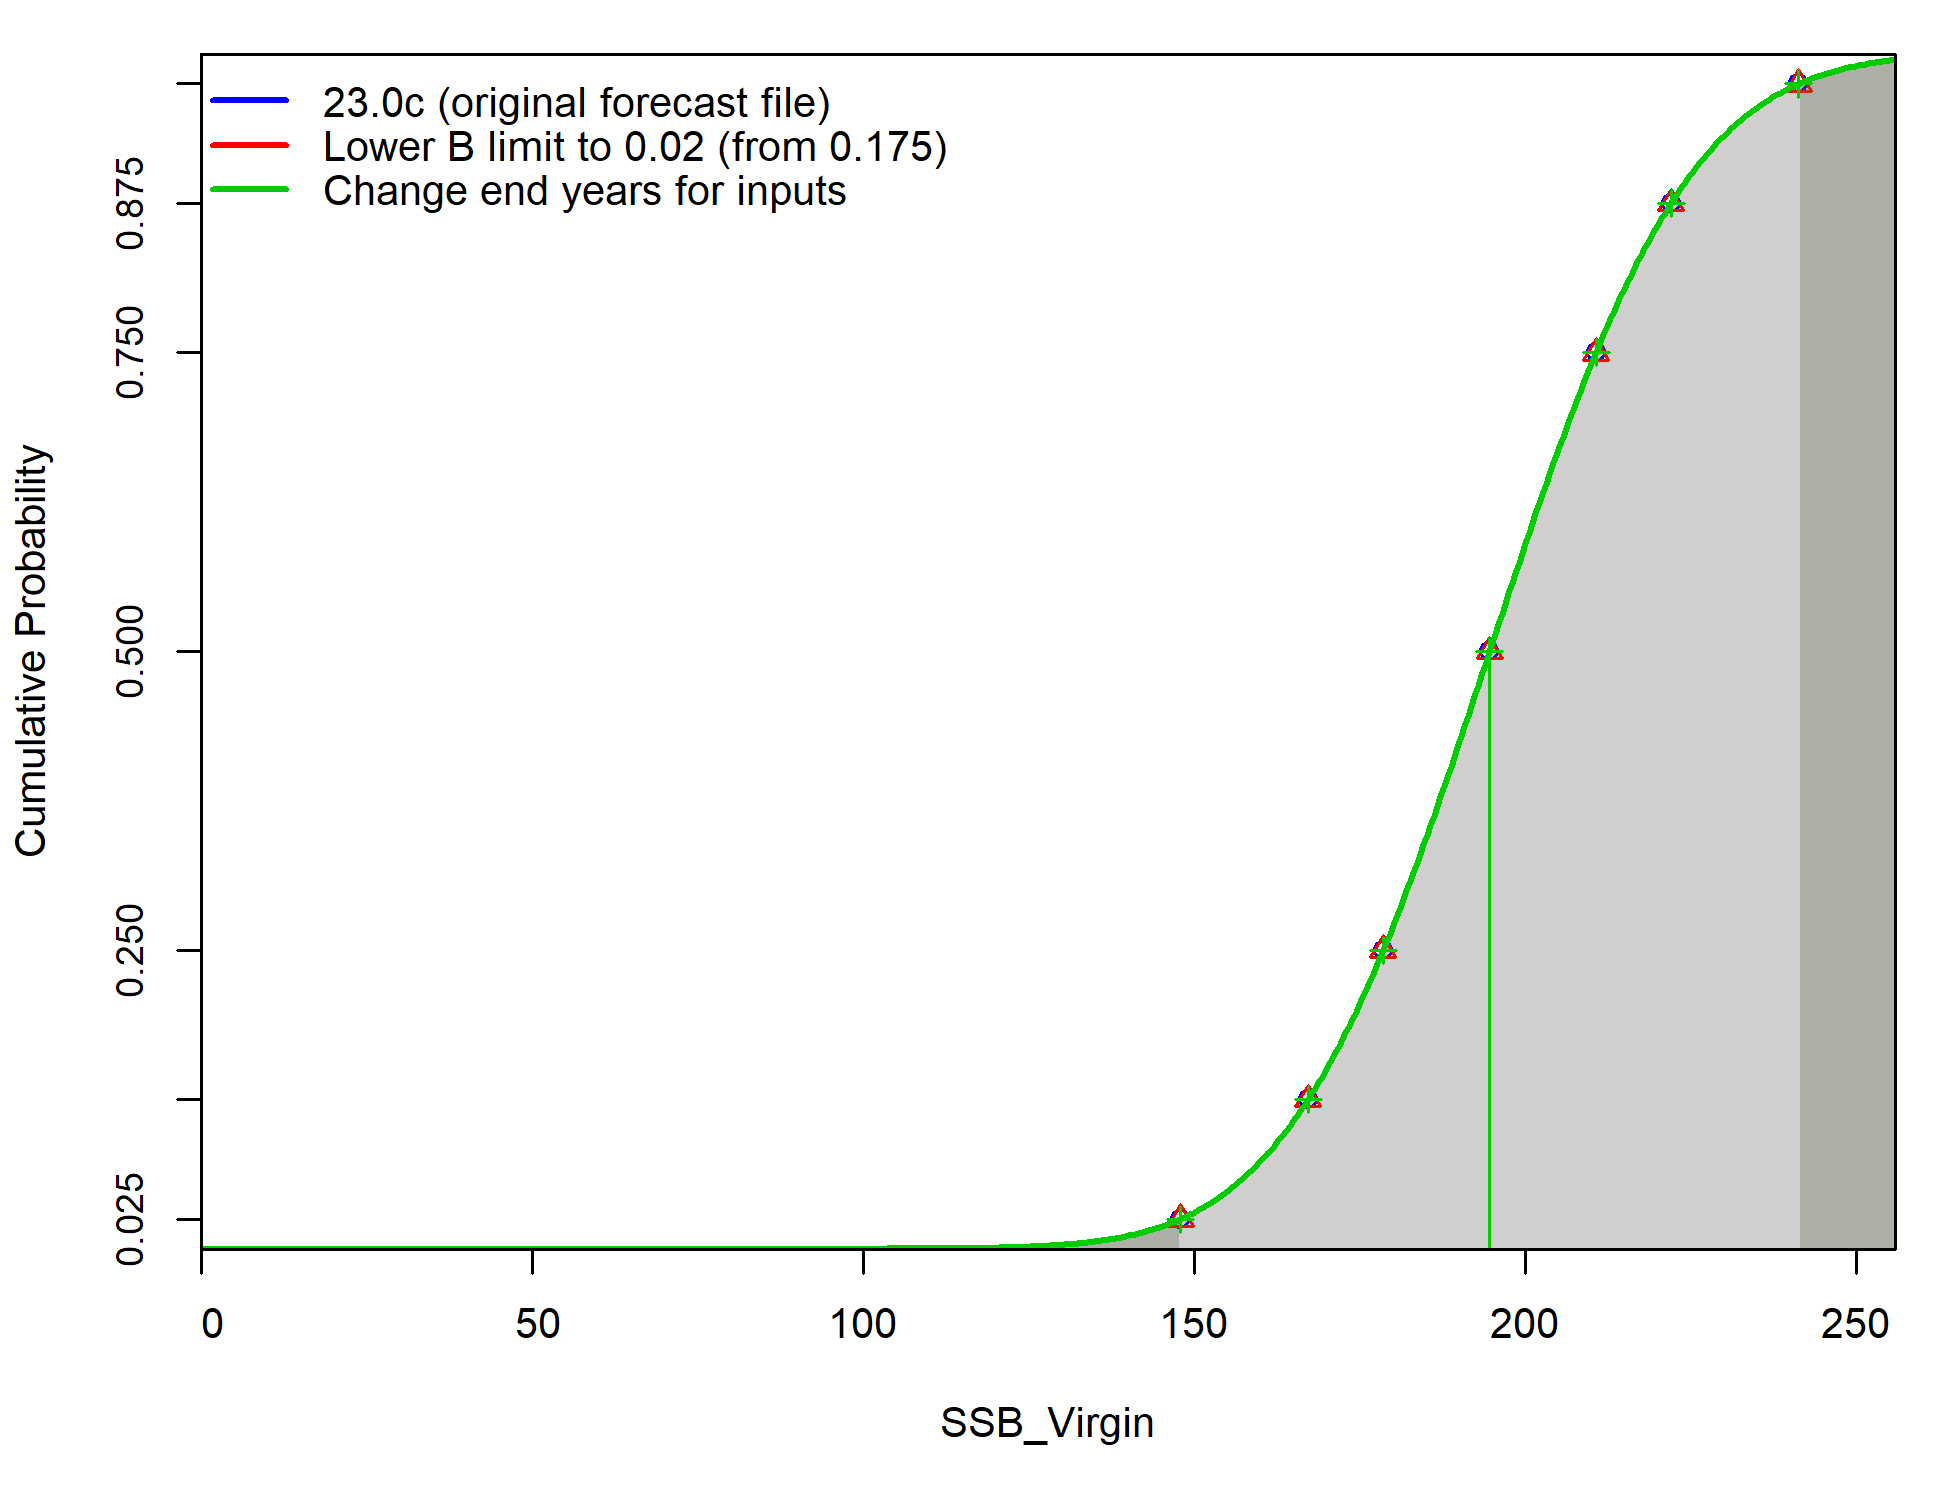 23.0c (original forecast file)
Lower B limit to 0.02 (from 0.175)
Change end years for inputs
Cumulative Probability
0.875
0.750
0.500
0.250
0.025
0 50 100 150 200 250
SSB_Virgin